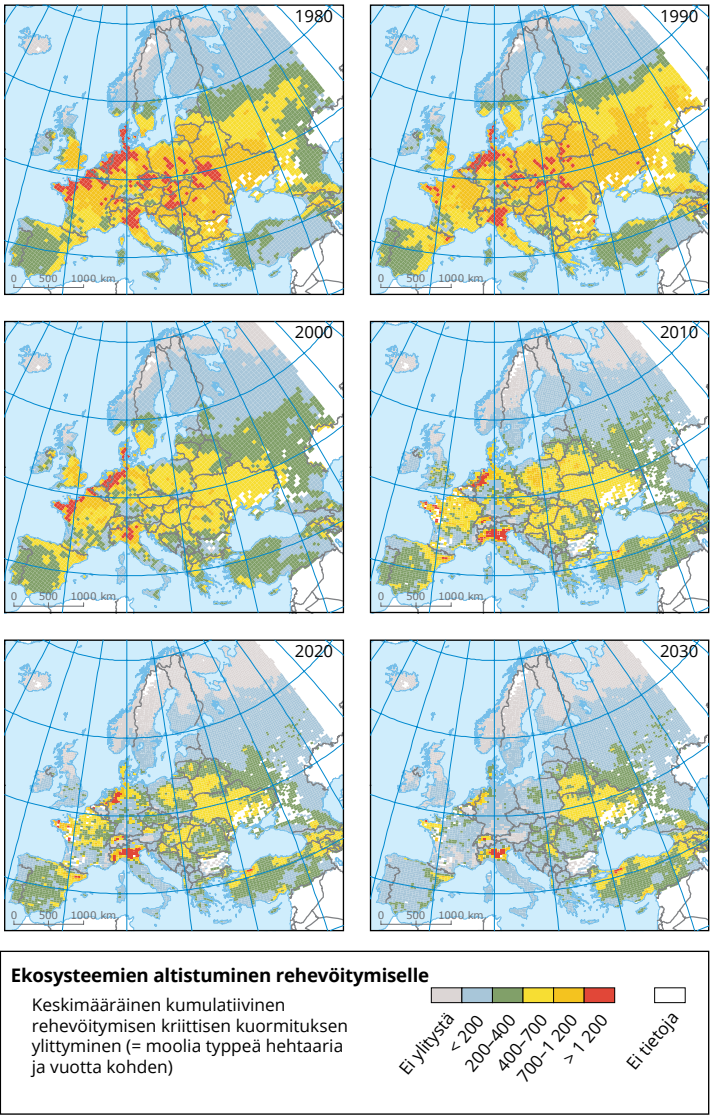 1980
0 500 1000 km
1990
0 500 1000 km
2000
0 500 1000 km
2010
0 500 1000 km
2020
0 500 1000 km
2030
0 500 1000 km
Ekosysteemien altistuminen rehevöitymiselle
Keskimääräinen kumulatiivinen
rehevöitymisen kriittisen kuormituksen
ylittyminen (= moolia typpeä hehtaaria
ja vuotta kohden)
Ei ylitystä
< 200
200–400
400–700
700–1 200
> 1 200
Ei tietoja